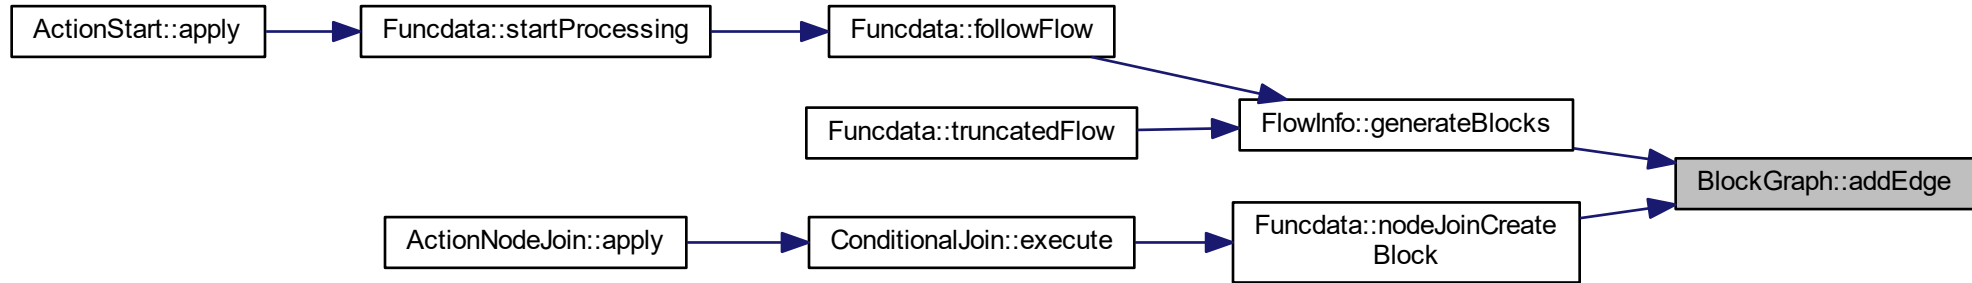 ActionStart::apply
Funcdata::startProcessing
Funcdata::followFlow
Funcdata::truncatedFlow
FlowInfo::generateBlocks
BlockGraph::addEdge
ActionNodeJoin::apply
ConditionalJoin::execute
Funcdata::nodeJoinCreate
Block